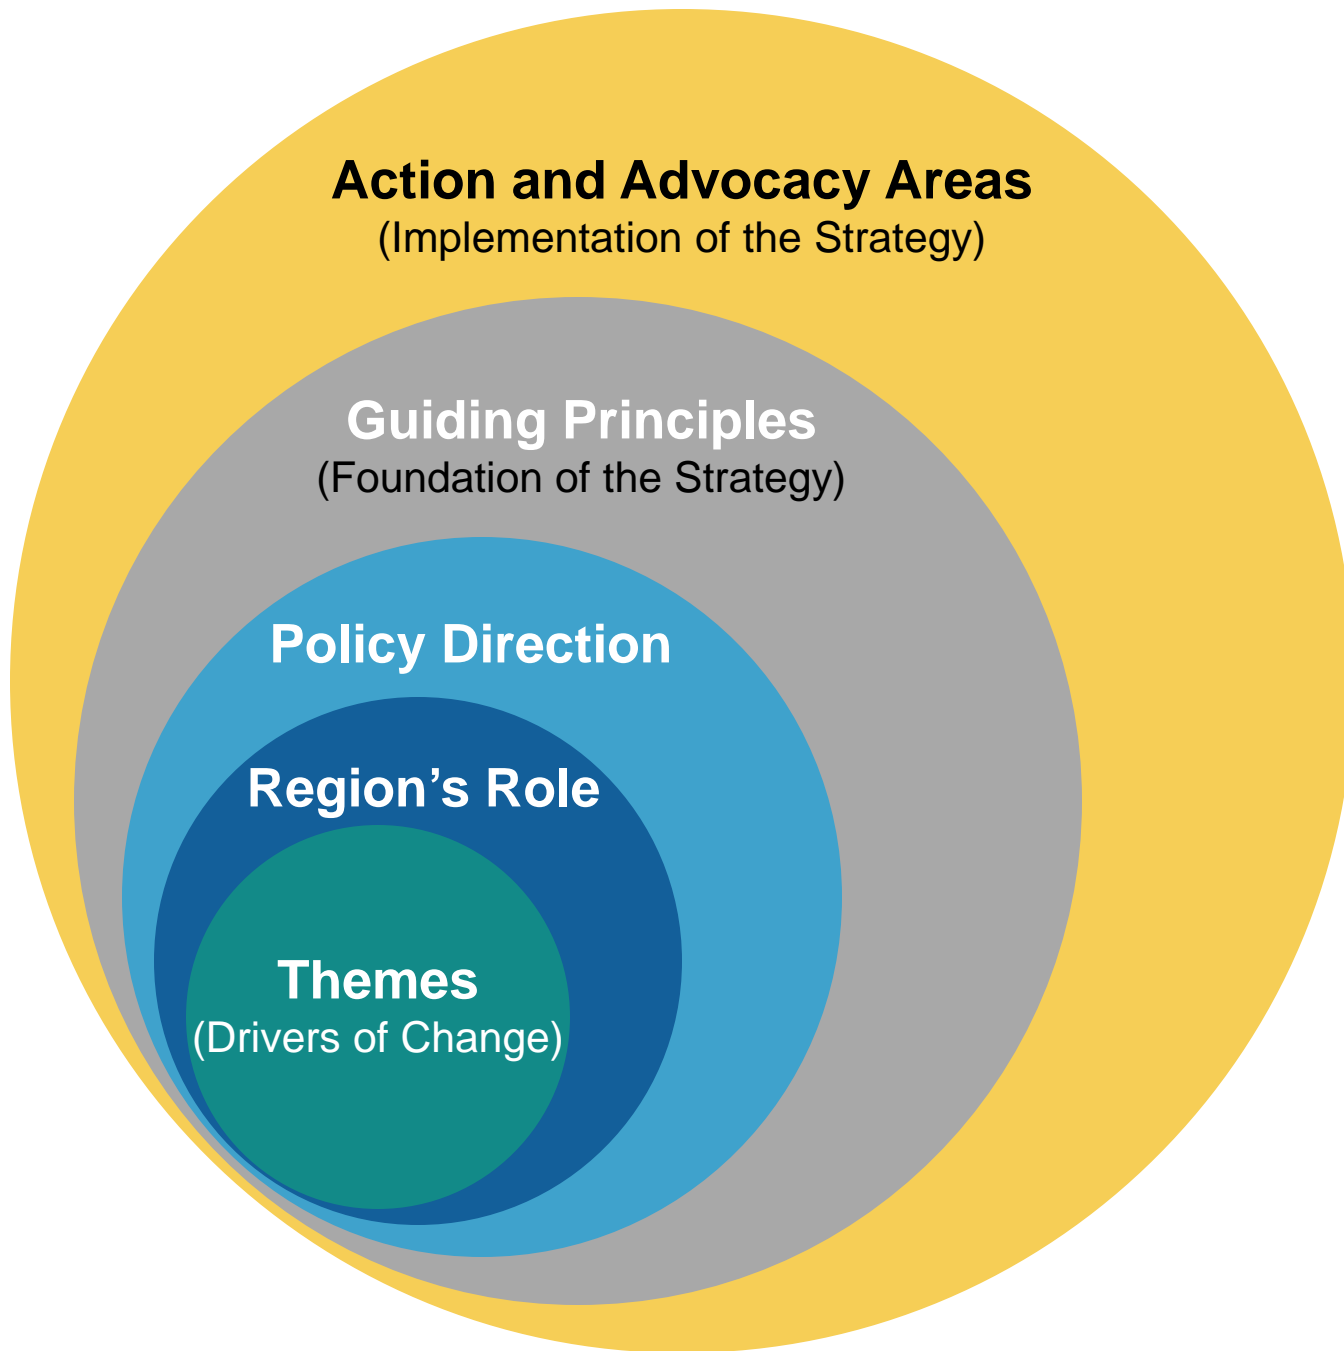 Action and Advocacy Areas
(Implementation of the Strategy)
Guiding Principles
(Foundation of the Strategy)
Policy Direction
Region’s Role
Themes
(Drivers of Change)